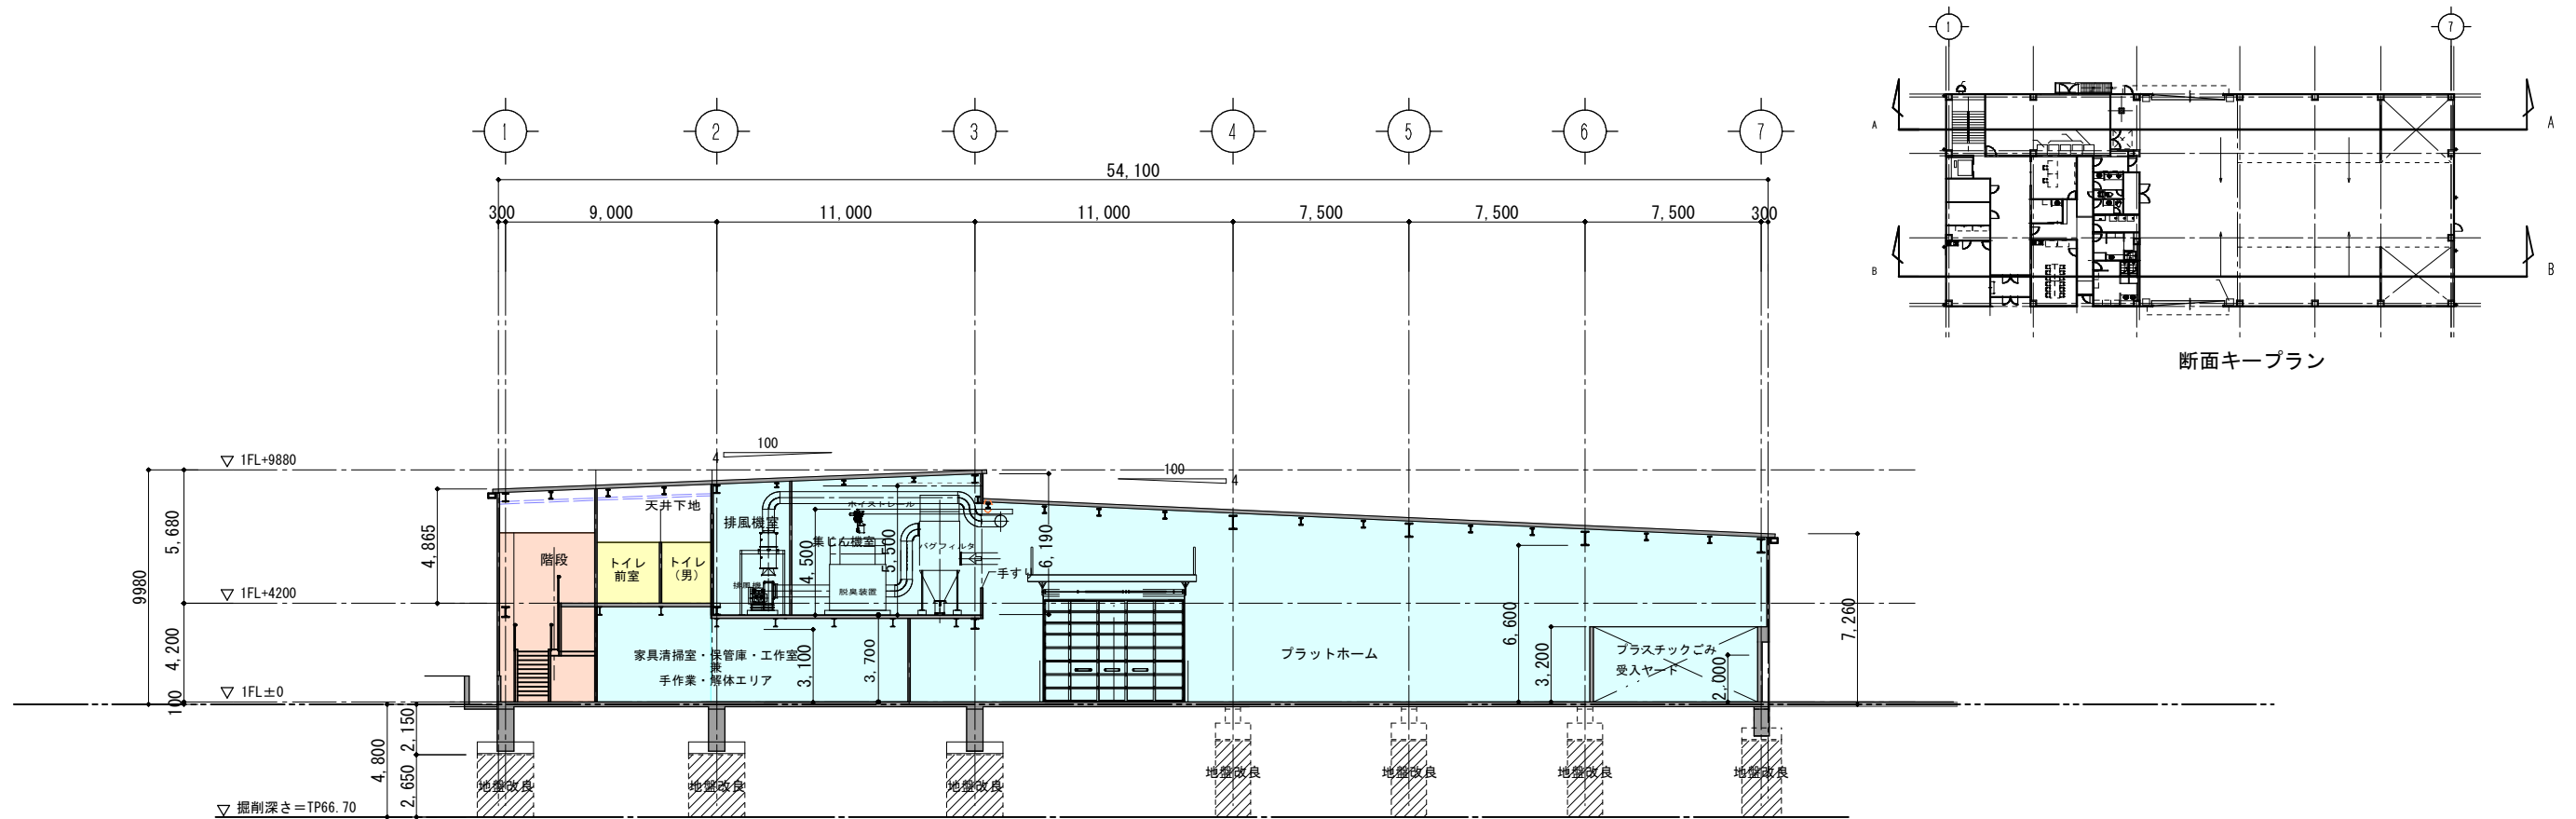 1
7
A
A
B
B
断面キープラン
1
2
3
4
5
6
7
54,100
300
9,000
11,000
11,000
7,500
7,500
7,500
300
100
4
100
4
▽ 1FL+9880
▽ 1FL+4200
▽ 1FL±0
9980
5,680
4,200
100
4,865
天井下地
階段
トイレ
前室
トイレ
(男)
排風機室
ホイストレール
集じん機室
バグフィルタ
排風機
脱臭装置
手すり
4,500
5,500
6,190
家具清掃室・保管庫・工作室
兼
手作業・解体エリア
3,100
3,700
プラットホーム
6,600
3,200
プラスチックごみ
受入ヤード
2,000
7,260
4,800
2,150
2,650
地盤改良
地盤改良
地盤改良
地盤改良
地盤改良
地盤改良
地盤改良
▽ 掘削深さ＝TP66.70